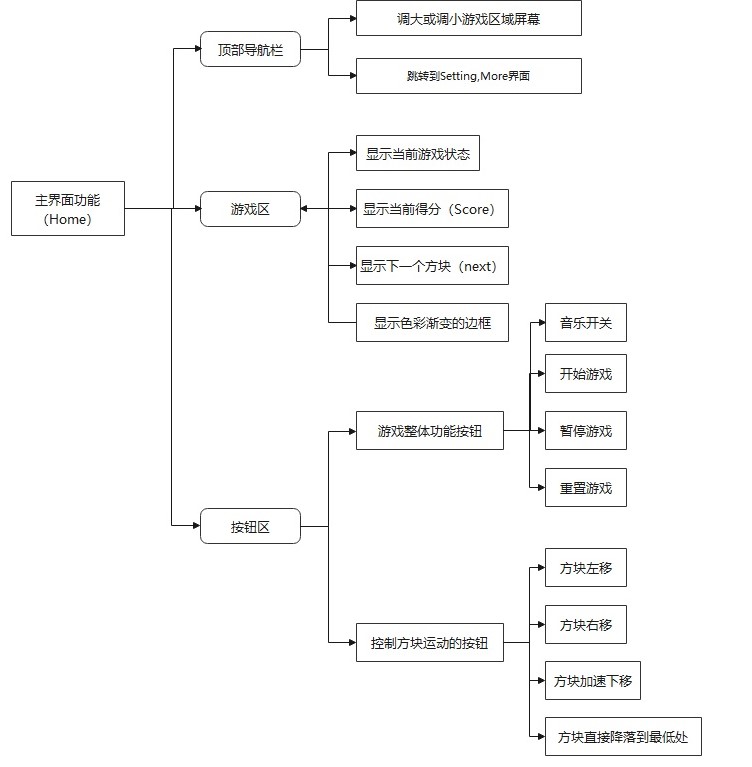 调大或调小游戏区域屏幕
顶部导航栏
跳转到Setting,More界面
显示当前游戏状态
主界面功能
（Home）
游戏区
显示当前得分（Score）
显示下一个方块（next）
显示色彩渐变的边框
音乐开关
开始游戏
游戏整体功能按钮
暂停游戏
重置游戏
按钮区
方块左移
方块右移
控制方块运动的按钮
方块加速下移
方块直接降落到最低处